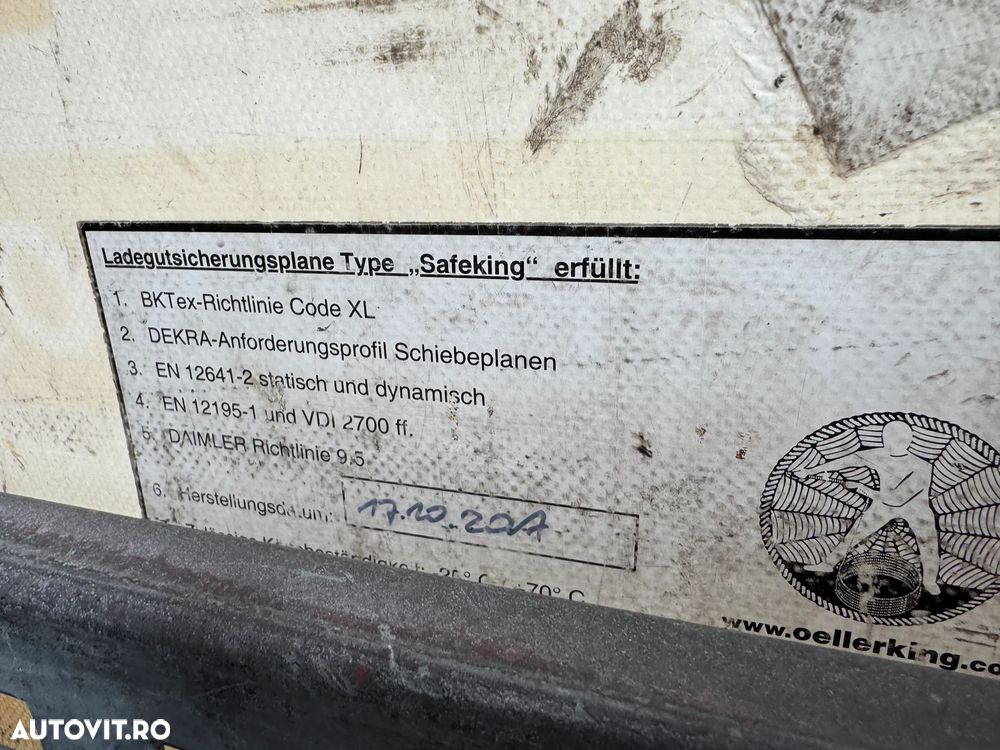 Ladegutsicherungsplane Type „Safeking“ erfüllt:
1. BKTex-Richtlinie Code XL
2. DEKRA-Anforderungsprofil Schiebeplanen
3. EN 12641-2 statisch und dynamisch
4. EN 12195-1 und VDI 2700 ff.
5. DAIMLER Richtlinie 9.5
6. Herstellungsdatum: 17.10.2017
70° C
www.oellerking.co
AUTOVIT.RO